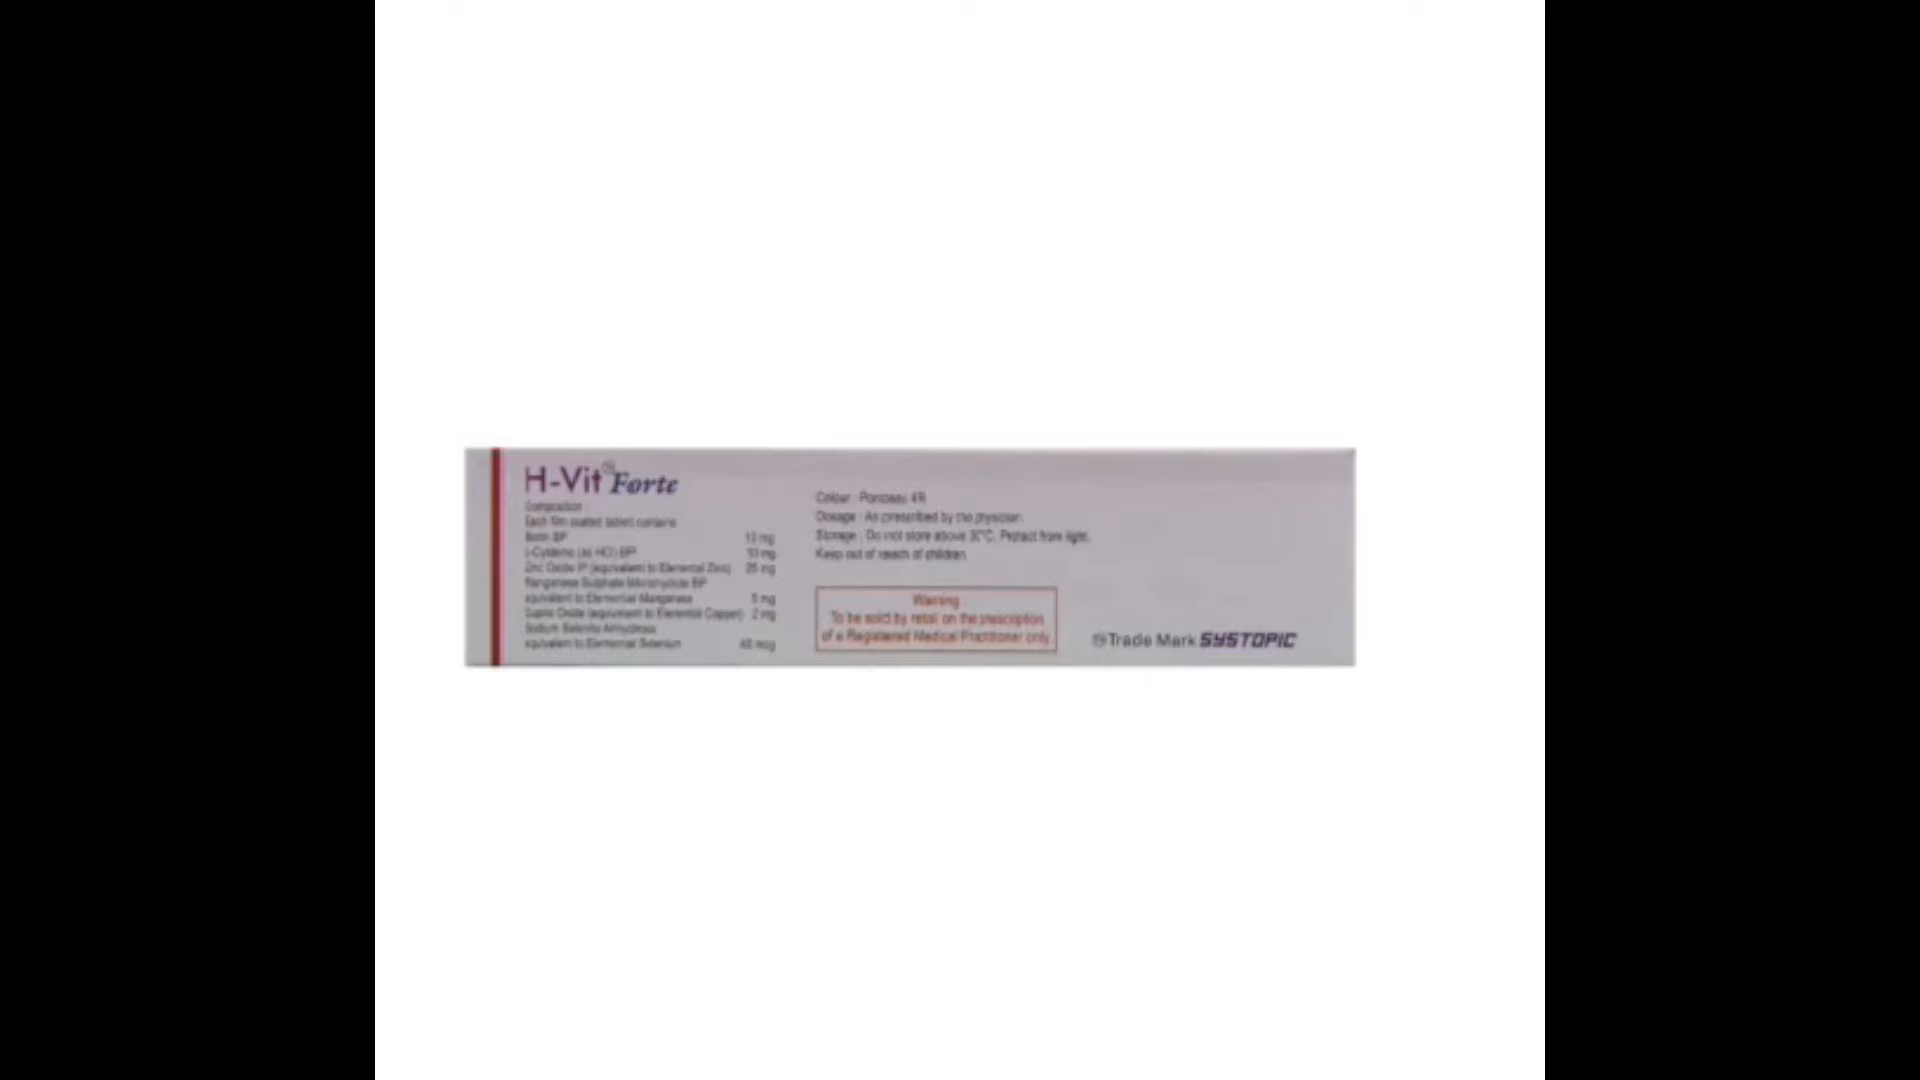 H-Vit® Forte
Composition
Each film coated tablet contains
Biotin BP 10 mg
L-Cysteine (as HCl) BP 10 mg
Zinc Oxide IP (equivalent to Elemental Zinc) 25 mg
Manganese Sulphate Monohydrate BP
equivalent to Elemental Manganese 5 mg
Cupric Oxide (equivalent to Elemental Copper) 2 mg
Sodium Selenite Anhydrous
equivalent to Elemental Selenium mcg
Colour : Ponceau 4R
Dosage : As prescribed by the physician.
Storage : Do not store above 30°C. Protect from light.
Keep out of reach of children.
Warning
To be sold by retail on the prescription
of a Registered Medical Practitioner only
® Trade Mark SYSTOPIC